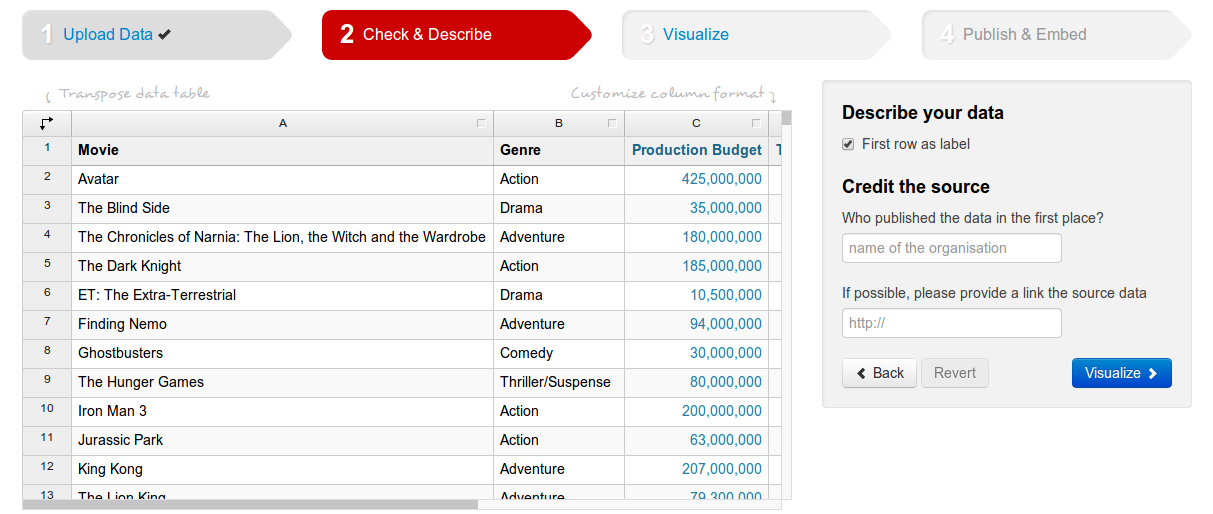 1 Upload Data ✔ 2 Check & Describe 3 Visualize 4 Publish & Embed
Transpose data table Customize column format
A B C
1 Movie Genre Production Budget T
2 Avatar Action 425,000,000
3 The Blind Side Drama 35,000,000
4 The Chronicles of Narnia: The Lion, the Witch and the Wardrobe Adventure 180,000,000
5 The Dark Knight Action 185,000,000
6 ET: The Extra-Terrestrial Drama 10,500,000
7 Finding Nemo Adventure 94,000,000
8 Ghostbusters Comedy 30,000,000
9 The Hunger Games Thriller/Suspense 80,000,000
10 Iron Man 3 Action 200,000,000
11 Jurassic Park Action 63,000,000
12 King Kong Adventure 207,000,000
13 The Lion King Adventure 79,300,000
Describe your data
First row as label
Credit the source
Who published the data in the first place?
name of the organisation
If possible, please provide a link the source data
http://
Back Revert Visualize